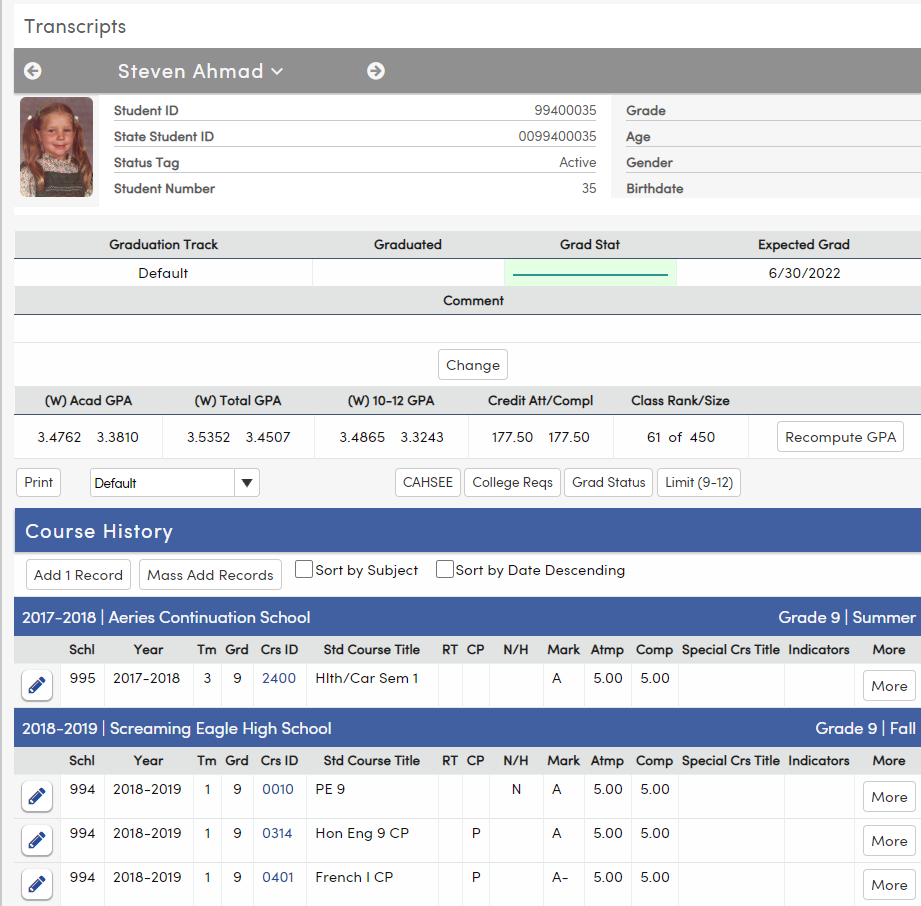 Transcripts
Steven Ahmad
Student ID 99400035 Grade
State Student ID 0099400035 Age
Status Tag Active Gender
Student Number 35 Birthdate
Graduation Track Graduated Grad Stat Expected Grad
Default 6/30/2022
Comment
Change
(W) Acad GPA (W) Total GPA (W) 10-12 GPA Credit Att/Compl Class Rank/Size
3.4762 3.3810 3.5352 3.4507 3.4865 3.3243 177.50 177.50 61 of 450 Recompute GPA
Print Default CAHSEE College Reqs Grad Status Limit (9-12)
Course History
Add 1 Record Mass Add Records Sort by Subject Sort by Date Descending
2017-2018 | Aeries Continuation School Grade 9 | Summer
Schl Year Tm Grd Crs ID Std Course Title RT CP N/H Mark Atmp Comp Special Crs Title Indicators More
995 2017-2018 3 9 2400 Hlth/Car Sem 1 A 5.00 5.00 More
2018-2019 | Screaming Eagle High School Grade 9 | Fall
Schl Year Tm Grd Crs ID Std Course Title RT CP N/H Mark Atmp Comp Special Crs Title Indicators More
994 2018-2019 1 9 0010 PE 9 N A 5.00 5.00 More
994 2018-2019 1 9 0314 Hon Eng 9 CP P A 5.00 5.00 More
994 2018-2019 1 9 0401 French I CP P A- 5.00 5.00 More